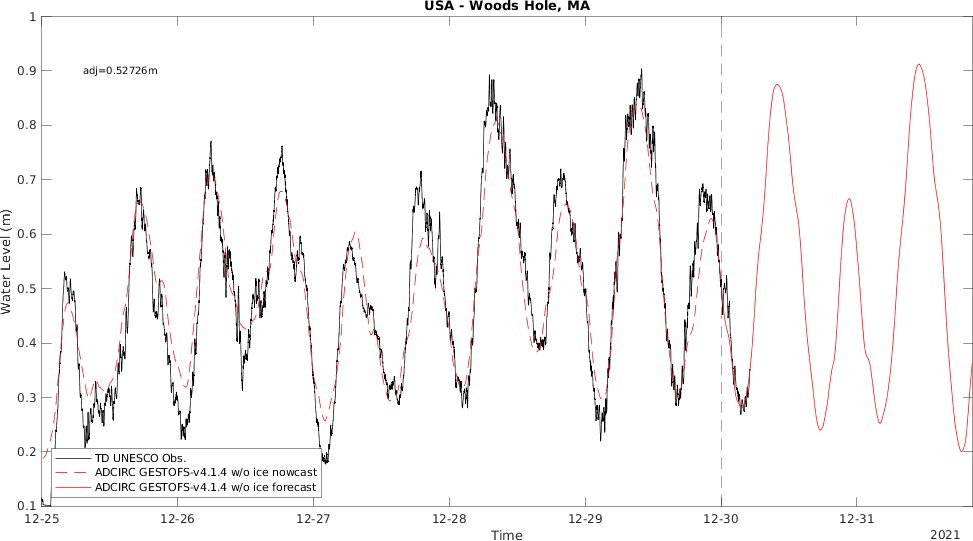 USA - Woods Hole, MA
adj=0.52726m
Water Level (m)
1
0.9
0.8
0.7
0.6
0.5
0.4
0.3
0.2
0.1
TD UNESCO Obs.
ADCIRC GESTOFS-v4.1.4 w/o ice nowcast
ADCIRC GESTOFS-v4.1.4 w/o ice forecast
12-25 12-26 12-27 12-28 12-29 12-30 12-31
Time
2021